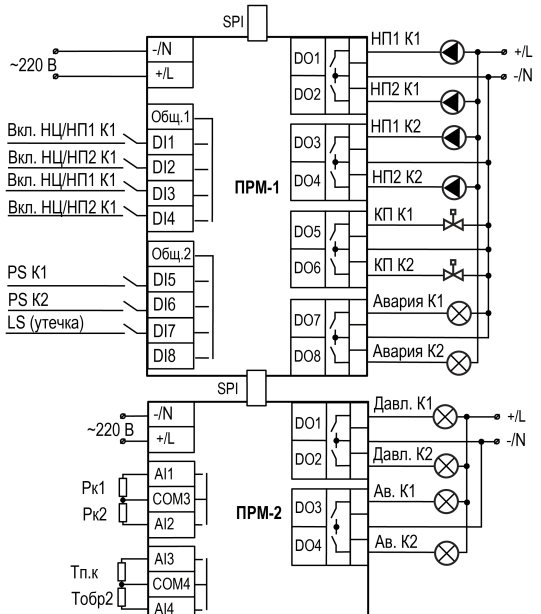 SPI
~220 В
-/N
+/L
Общ.1
Вкл. НЦ/НП1 К1
DI1
Вкл. НЦ/НП2 К1
DI2
Вкл. НЦ/НП1 К1
DI3
Вкл. НЦ/НП2 К1
DI4
Общ.2
PS К1
DI5
PS К2
DI6
LS (утечка)
DI7
DI8
ПРМ-1
DO1
НП1 К1
+/L
-/N
DO2
НП2 К1
DO3
НП1 К2
DO4
НП2 К2
DO5
КП К1
DO6
КП К2
DO7
Авария К1
DO8
Авария К2
SPI
~220 В
-/N
+/L
AI1
Рк1
COM3
Рк2
AI2
AI3
Тп.к
COM4
Тобр2
AI4
ПРМ-2
DO1
Давл. К1
+/L
-/N
DO2
Давл. К2
DO3
Ав. К1
DO4
Ав. К2